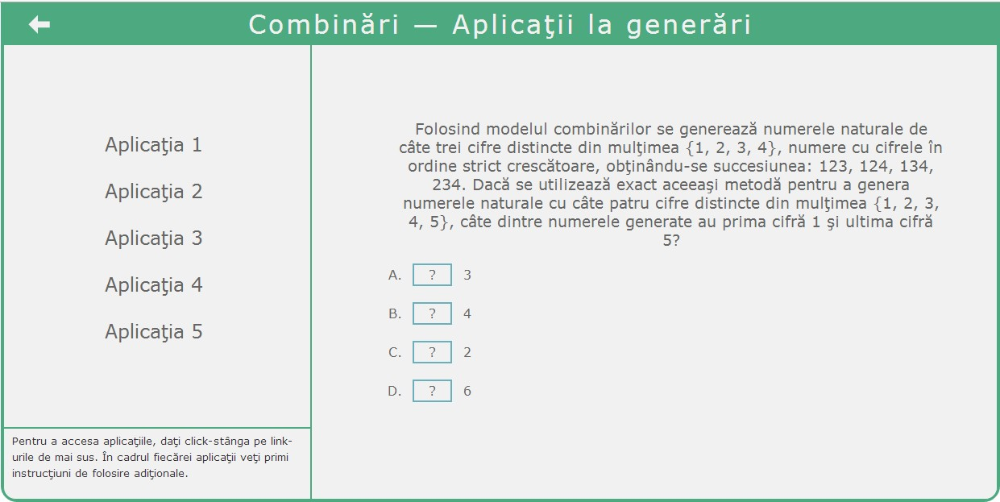 Combinări — Aplicaţii la generări
Aplicaţia 1
Aplicaţia 2
Aplicaţia 3
Aplicaţia 4
Aplicaţia 5
Pentru a accesa aplicaţiile, daţi click-stânga pe link-
urile de mai sus. În cadrul fiecărei aplicaţii veţi primi
instrucţiuni de folosire adiţionale.
Folosind modelul combinărilor se generează numerele naturale de
câte trei cifre distincte din mulţimea {1, 2, 3, 4}, numere cu cifrele în
ordine strict crescătoare, obţinându-se succesiunea: 123, 124, 134,
234. Dacă se utilizează exact aceeaşi metodă pentru a genera
numerele naturale cu câte patru cifre distincte din mulţimea {1, 2, 3,
4, 5}, câte dintre numerele generate au prima cifră 1 şi ultima cifră
5?
A. ? 3
B. ? 4
C. ? 2
D. ? 6